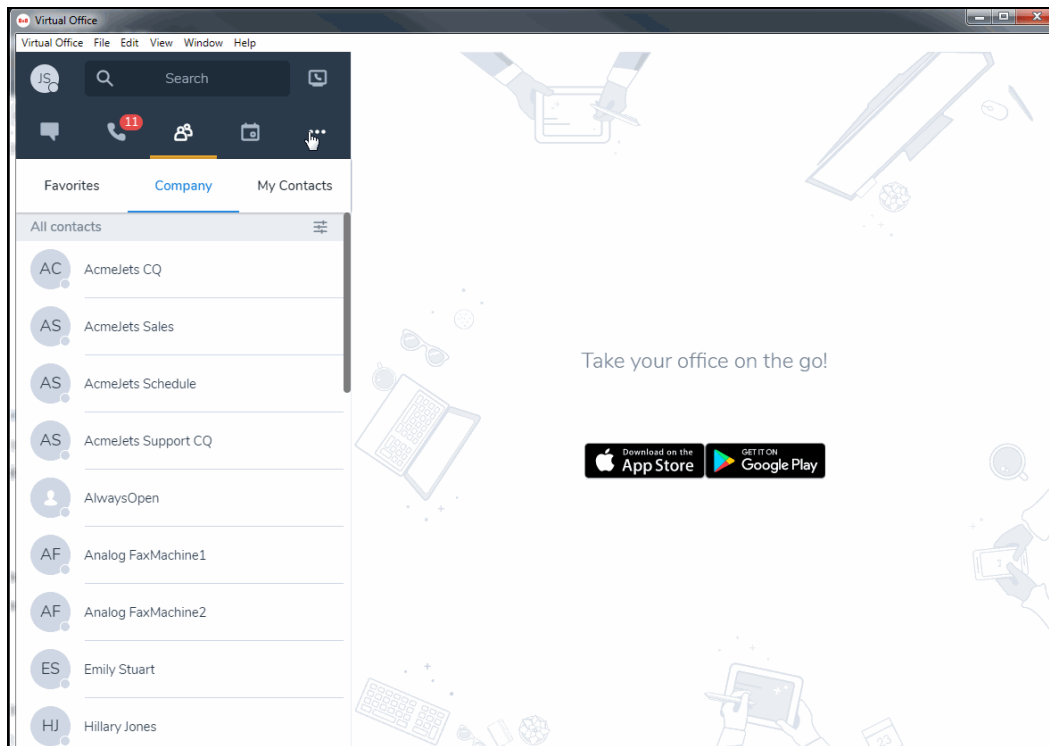 Virtual Office
Virtual Office File Edit View Window Help
JS Search
11
Favorites Company My Contacts
All contacts
AC AcmeJets CQ
AS AcmeJets Sales
AS AcmeJets Schedule
AS AcmeJets Support CQ
AlwaysOpen
AF Analog FaxMachine1
AF Analog FaxMachine2
ES Emily Stuart
HJ Hillary Jones
Take your office on the go!
Download on the
App Store
GET IT ON
Google Play
23